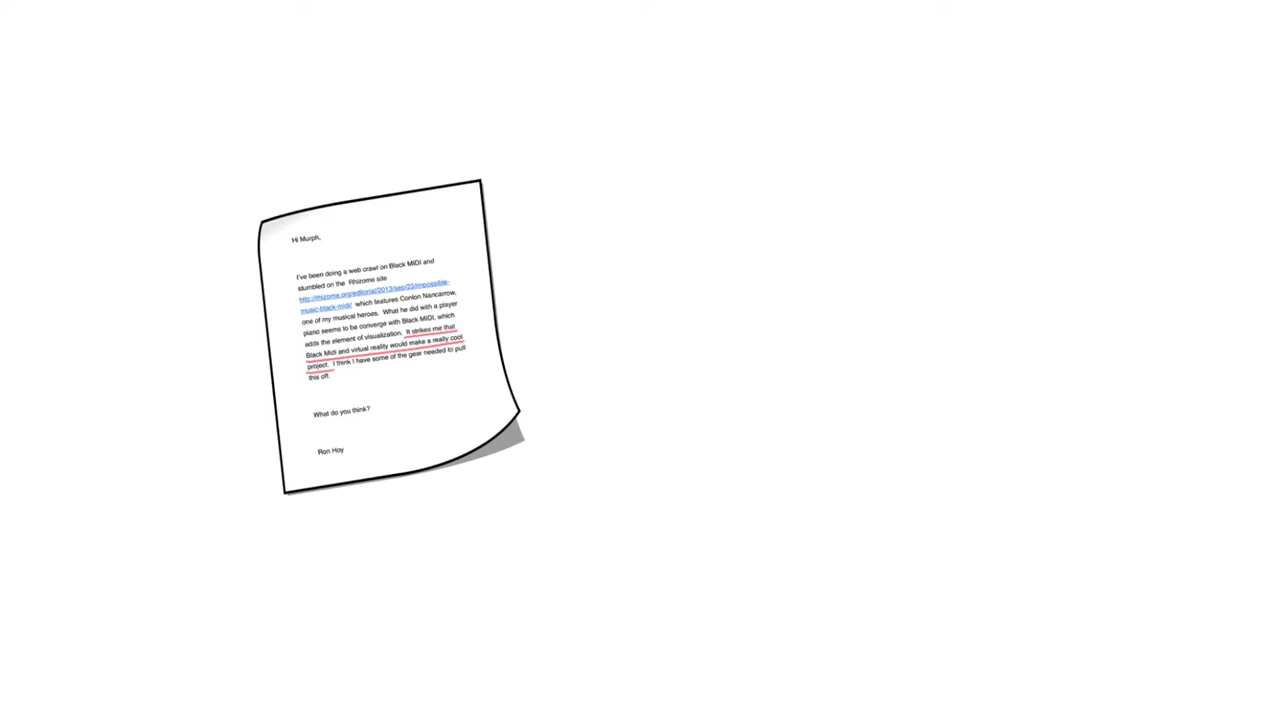 Hi Murph,
I've been doing a web crawl on Black MIDI and
stumbled on the Rhizome site
http://rhizome.org/editorial/2013/sep/23/impossible-
music-black-midi/ which features Conlon Nancarrow,
one of my musical heroes. What he did with a player
piano seems to be converge with Black MIDI, which
adds the element of visualization. It strikes me that
Black Midi and virtual reality would make a really cool
project. I think I have some of the gear needed to pull
this off.
What do you think?
Ron Hoy